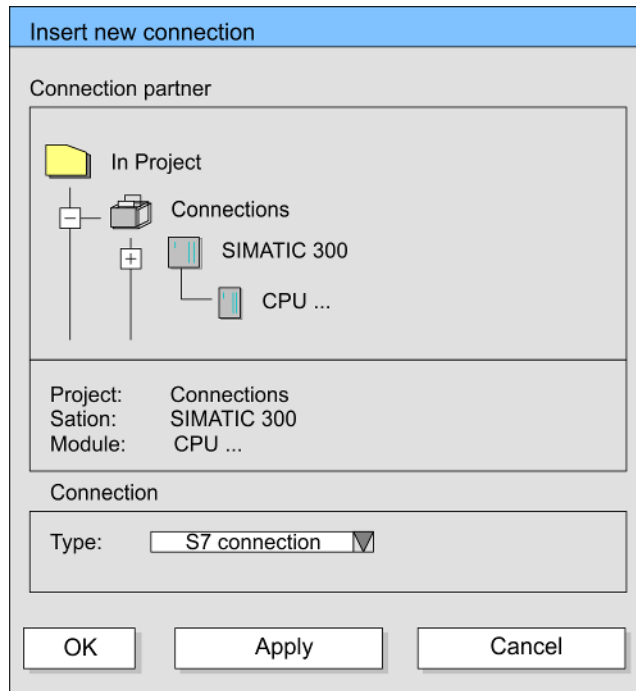 Insert new connection
Connection partner
In Project
Connections
SIMATIC 300
CPU ...
Project: Connections
Sation: SIMATIC 300
Module: CPU ...
Connection
Type: S7 connection
OK Apply Cancel